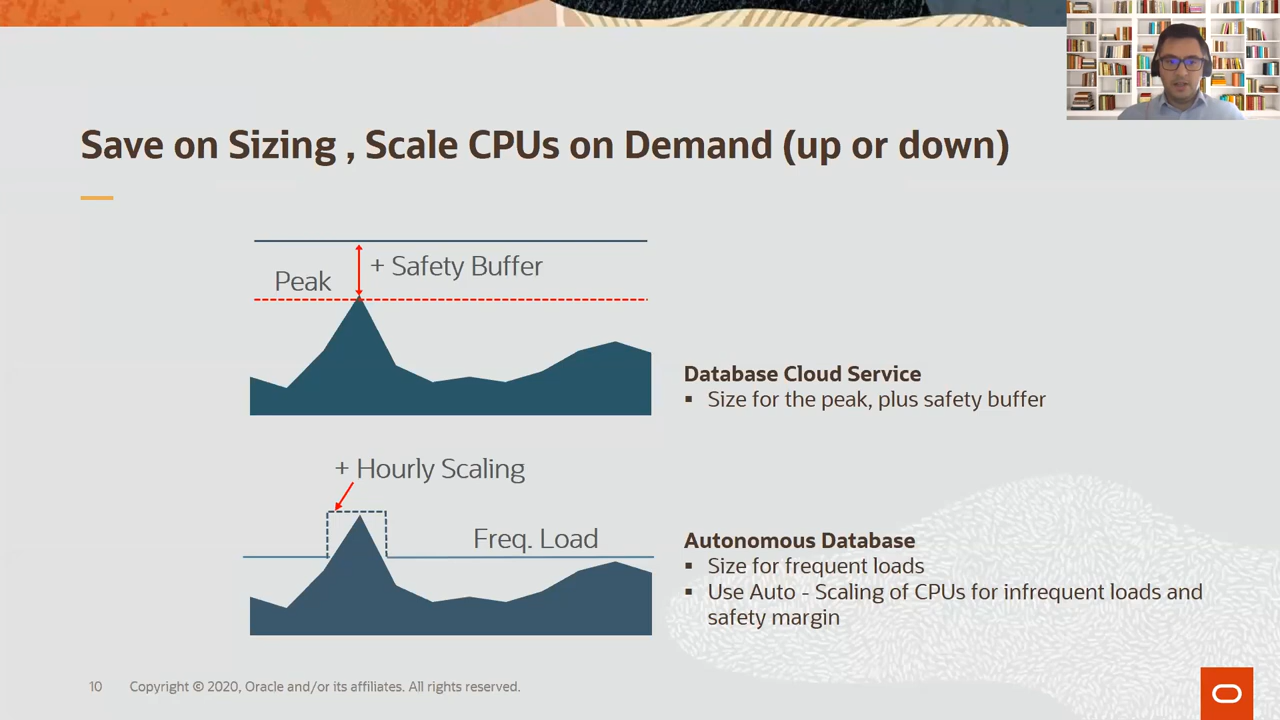 Save on Sizing , Scale CPUs on Demand (up or down)
+ Safety Buffer
Peak
Database Cloud Service
▪ Size for the peak, plus safety buffer
+ Hourly Scaling
Freq. Load
Autonomous Database
▪ Size for frequent loads
▪ Use Auto - Scaling of CPUs for infrequent loads and
safety margin
10 Copyright © 2020, Oracle and/or its affiliates. All rights reserved.